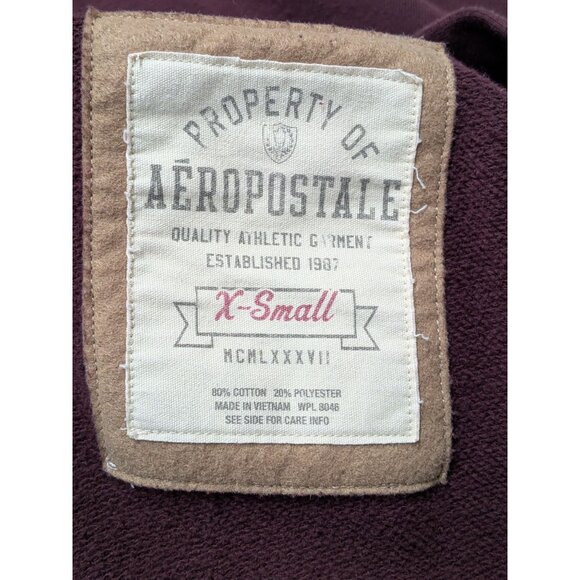 PROPERTY OF
AÉROPOSTALE
QUALITY ATHLETIC GARMENT
ESTABLISHED 1987
X-Small
MCMLXXXVII
80% COTTON 20% POLYESTER
MADE IN VIETNAM WPL 8046
SEE SIDE FOR CARE INFO